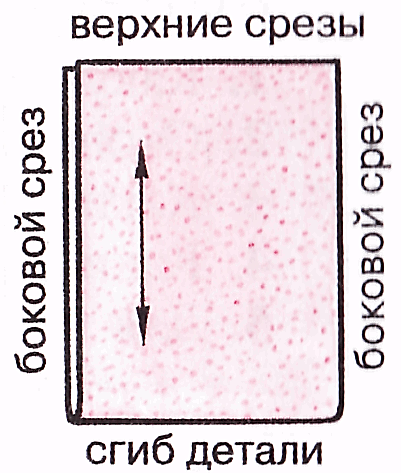 верхние срезы
боковой срез
боковой срез
сгиб детали